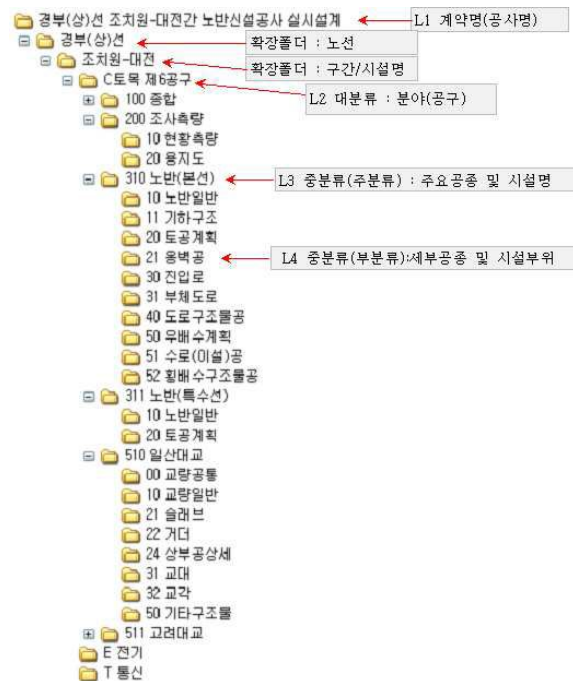 경부(상)선 조치원-대전간 노반신설공사 실시설계 L1 계약명(공사명)
경부(상)선 확장폴더 : 노선
조치원-대전 확장폴더 : 구간/시설명
C토목 제6공구 L2 대분류 : 분야(공구)
100 종합
200 조사측량
10 현황측량
20 용지도
310 노반(본선) L3 중분류(주분류) : 주요공종 및 시설명
10 노반일반
11 기하구조
20 토공계획
21 옹벽공 L4 중분류(부분류):세부공종 및 시설부위
30 진입로
31 부체도로
40 도로구조물공
50 우배수계획
51 수로(이설)공
52 횡배수구조물공
311 노반(특수선)
10 노반일반
20 토공계획
510 일산대교
00 교량공통
10 교량일반
21 슬래브
22 거더
24 상부공상세
31 교대
32 교각
50 기타구조물
511 고려대교
E 전기
T 통신